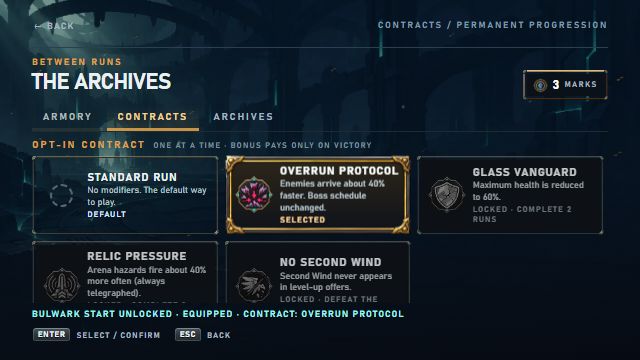 ← BACK
CONTRACTS / PERMANENT PROGRESSION
BETWEEN RUNS
THE ARCHIVES
3 MARKS
ARMORY CONTRACTS ARCHIVES
OPT-IN CONTRACT ONE AT A TIME · BONUS PAYS ONLY ON VICTORY
STANDARD RUN
No modifiers. The default way
to play.
DEFAULT
OVERRUN PROTOCOL
Enemies arrive about 40%
faster. Boss schedule
unchanged.
SELECTED
GLASS VANGUARD
Maximum health is reduced
to 60%.
LOCKED · COMPLETE 2
RUNS
RELIC PRESSURE
Arena hazards fire about 40%
more often (always
telegraphed).
NO SECOND WIND
Second Wind never appears
in level-up offers.
LOCKED · DEFEAT THE
BULWARK START UNLOCKED · EQUIPPED · CONTRACT: OVERRUN PROTOCOL
ENTER SELECT / CONFIRM ESC BACK